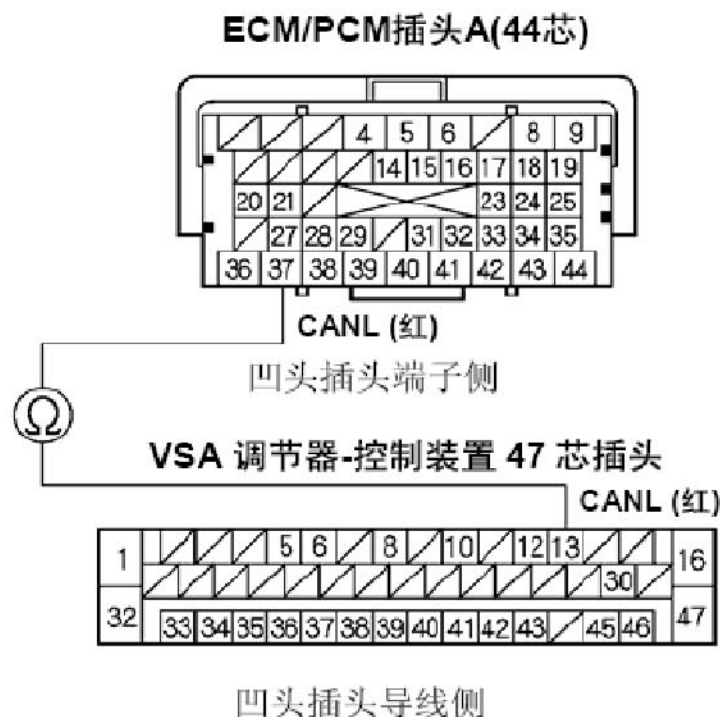 ECM/PCM插头A(44芯)
4 5 6 8 9
14 15 16 17 18 19
20 21 23 24 25
27 28 29 31 32 33 34 35
36 37 38 39 40 41 42 43 44
CANL (红)
凹头插头端子侧
Ω
VSA 调节器-控制装置 47 芯插头
CANL (红)
1 5 6 8 10 12 13 16
30
32 33 34 35 36 37 38 39 40 41 42 43 45 46 47
凹头插头导线侧